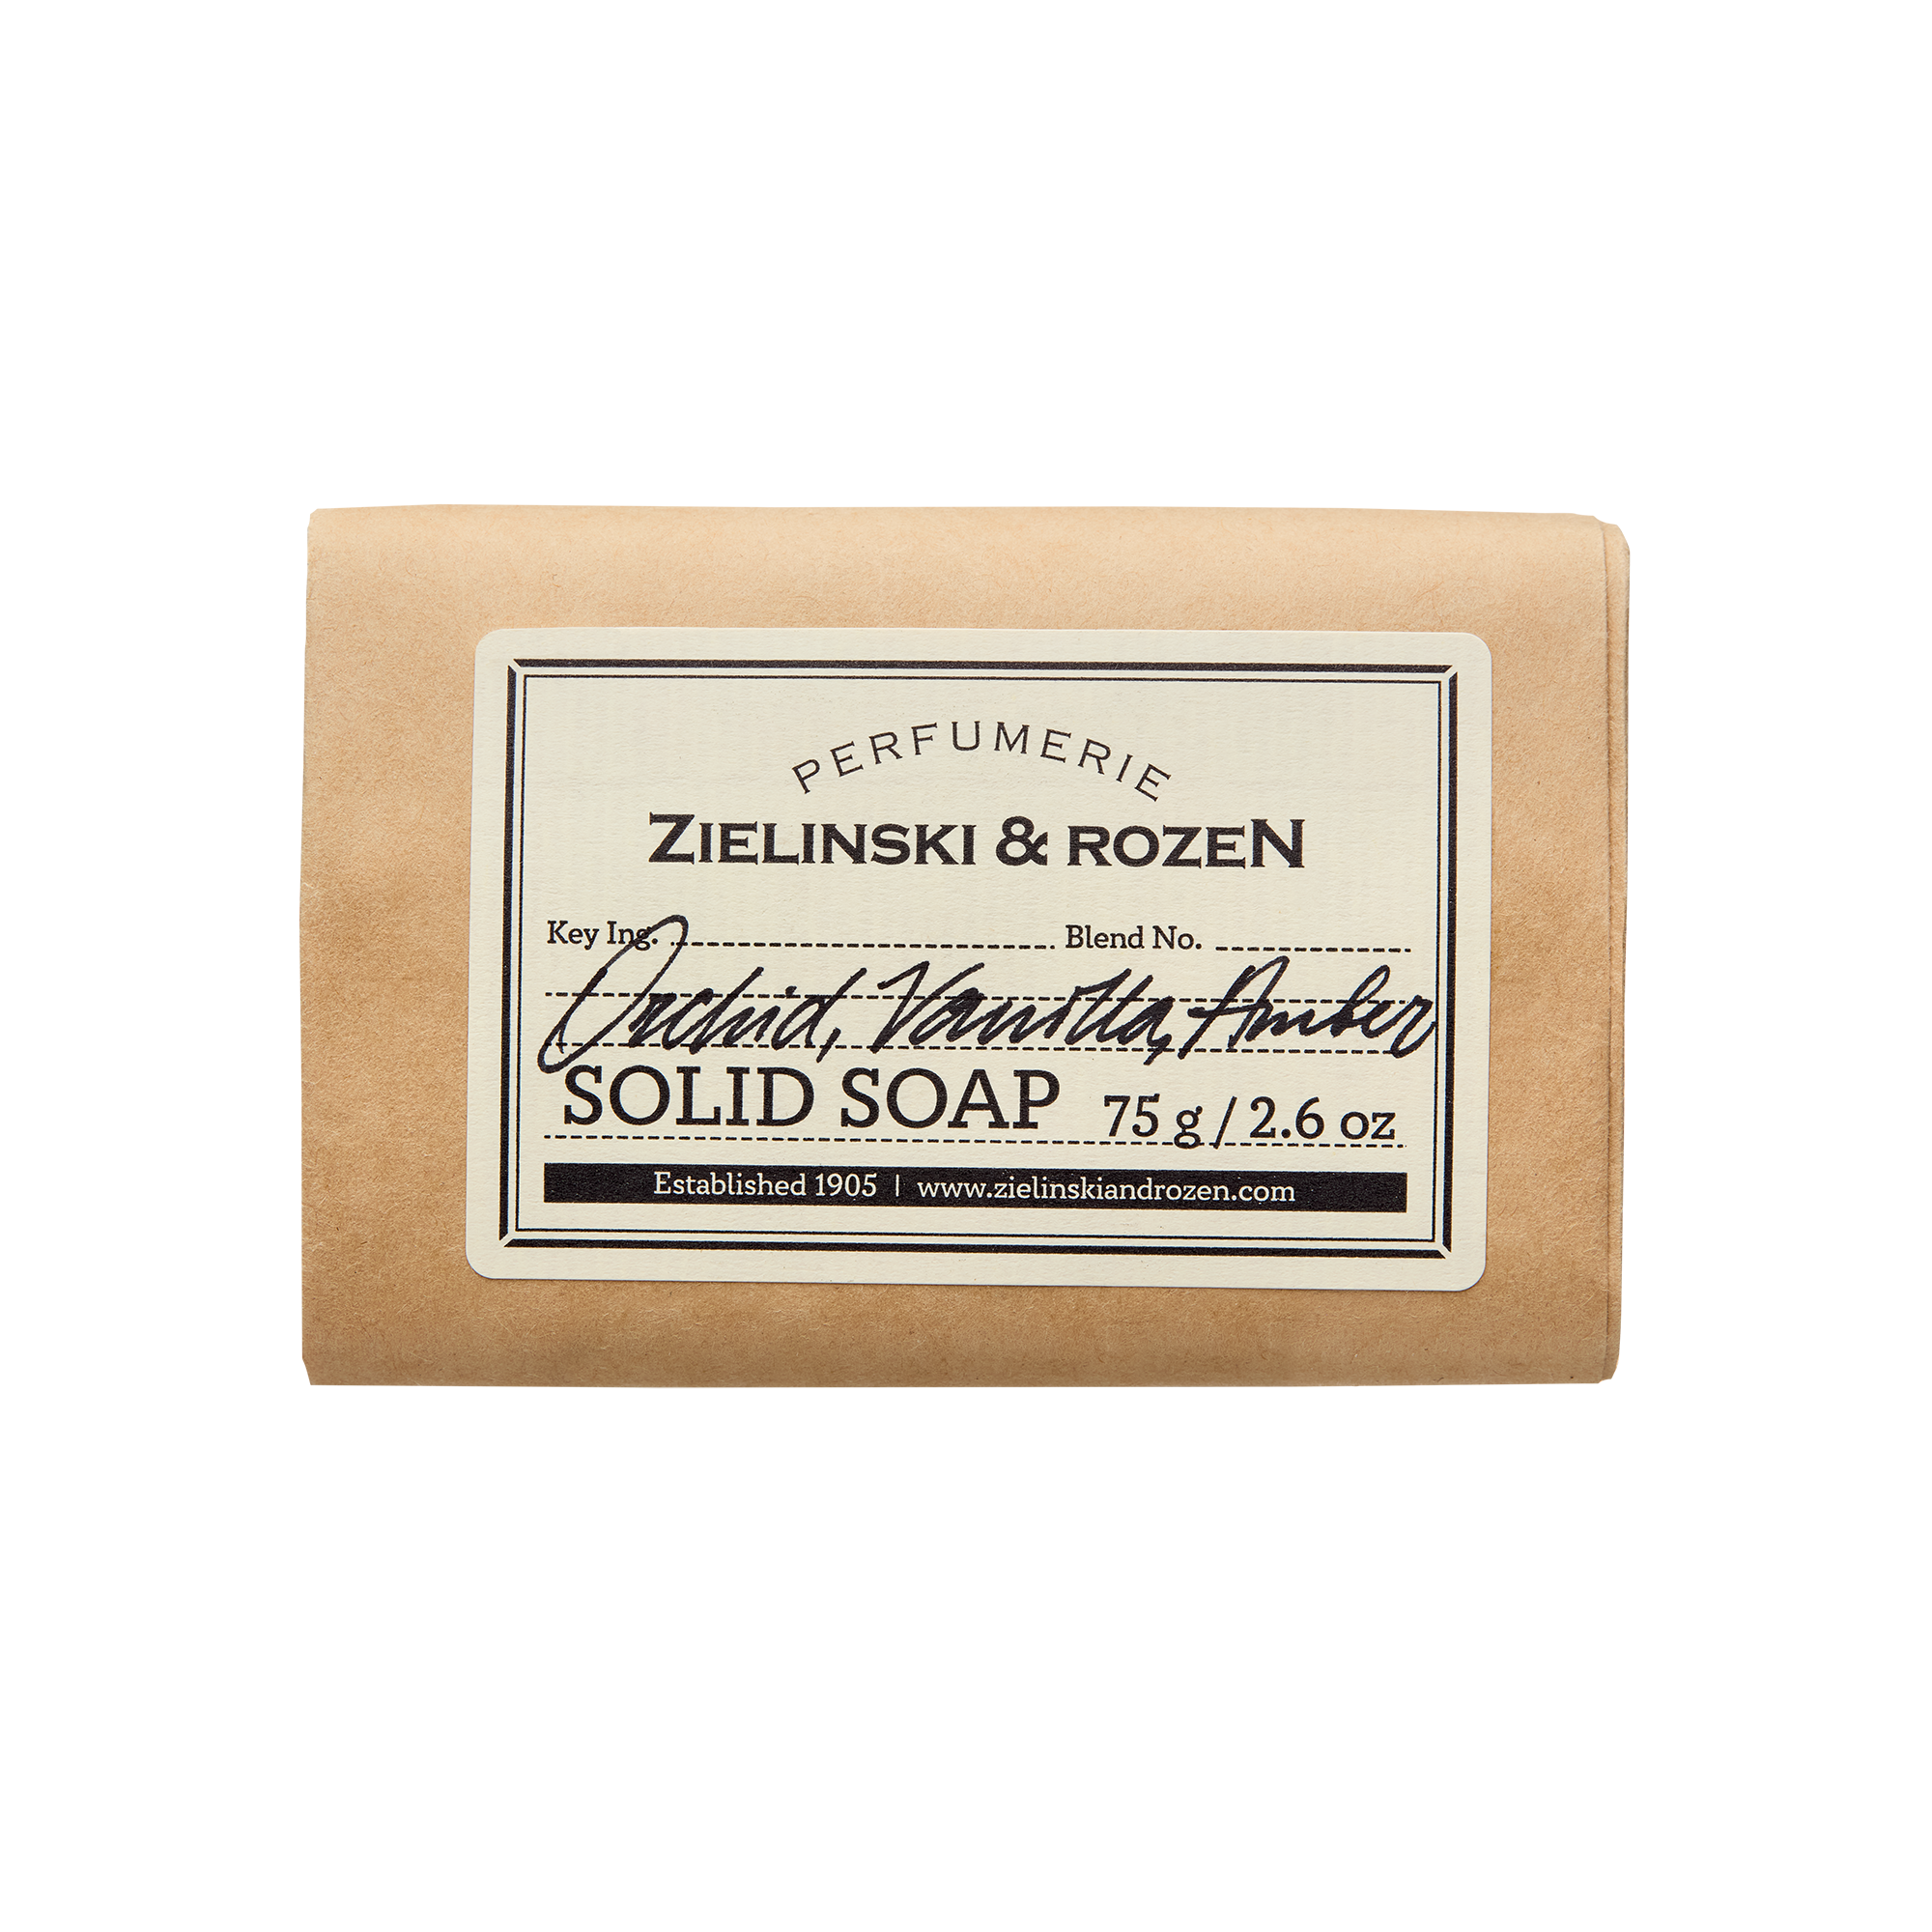 PERFUMERIE
ZIELINSKI & ROZEN
Key Ing. Blend No.
Orchid, Vanilla, Amber
SOLID SOAP 75 g / 2.6 oz
Established 1905 | www.zielinskiandrozen.com